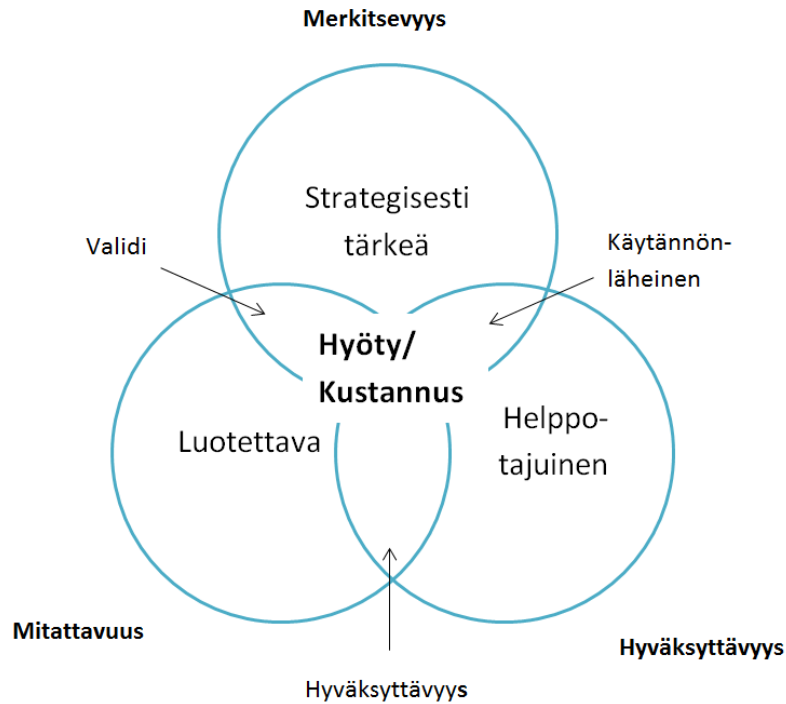 Merkitsevyys
Strategisesti
tärkeä
Validi
Käytännön-
läheinen
Hyöty/
Kustannus
Luotettava
Helppo-
tajuinen
Mitattavuus
Hyväksyttävyys
Hyväksyttävyys